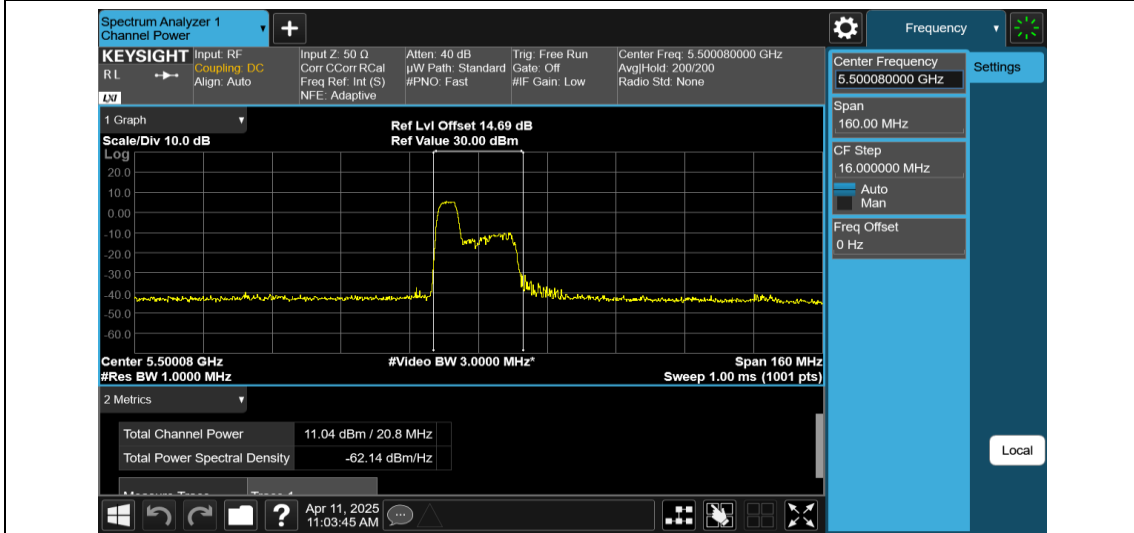 Spectrum Analyzer 1
Channel Power
+
Frequency
KEYSIGHT
R L
LXI
Input: RF
Coupling: DC
Align: Auto
Input Z: 50 Ω
Corr CCorr RCal
Freq Ref: Int (S)
NFE: Adaptive
Atten: 40 dB
µW Path: Standard
#PNO: Fast
Trig: Free Run
Gate: Off
#IF Gain: Low
Center Freq: 5.500080000 GHz
Avg|Hold: 200/200
Radio Std: None
Center Frequency
5.500080000 GHz
Settings
Span
160.00 MHz
CF Step
16.000000 MHz
Auto
Man
Freq Offset
0 Hz
Local
1 Graph
Scale/Div 10.0 dB
Ref Lvl Offset 14.69 dB
Ref Value 30.00 dBm
Log
20.0
10.0
0.00
-10.0
-20.0
-30.0
-40.0
-50.0
-60.0
Center 5.50008 GHz
#Video BW 3.0000 MHz*
Span 160 MHz
#Res BW 1.0000 MHz
Sweep 1.00 ms (1001 pts)
2 Metrics
Total Channel Power 11.04 dBm / 20.8 MHz
Total Power Spectral Density -62.14 dBm/Hz
?
Apr 11, 2025
11:03:45 AM